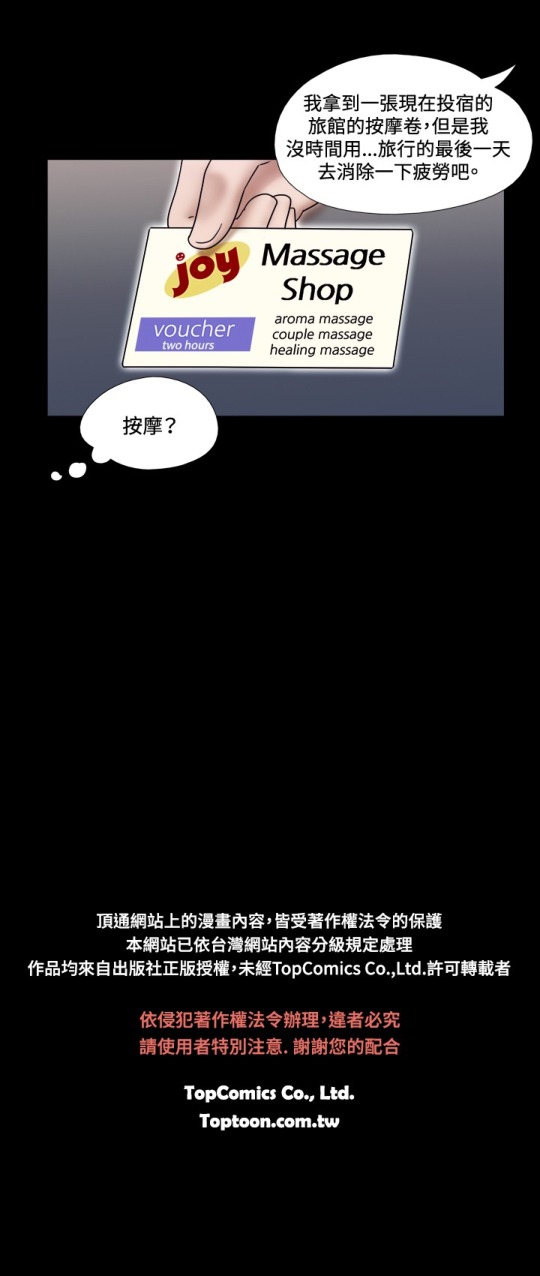 我拿到一張現在投宿的
旅館的按摩卷,但是我
沒時間用...旅行的最後一天
去消除一下疲勞吧。
joy
Massage
Shop
voucher
two hours
aroma massage
couple massage
healing massage
按摩?
頂通網站上的漫畫內容,皆受著作權法令的保護
本網站已依台灣網站內容分級規定處理
作品均來自出版社正版授權,未經TopComics Co.,Ltd.許可轉載者
依侵犯著作權法令辦理,違者必究
請使用者特別注意. 謝謝您的配合
TopComics Co., Ltd.
Toptoon.com.tw